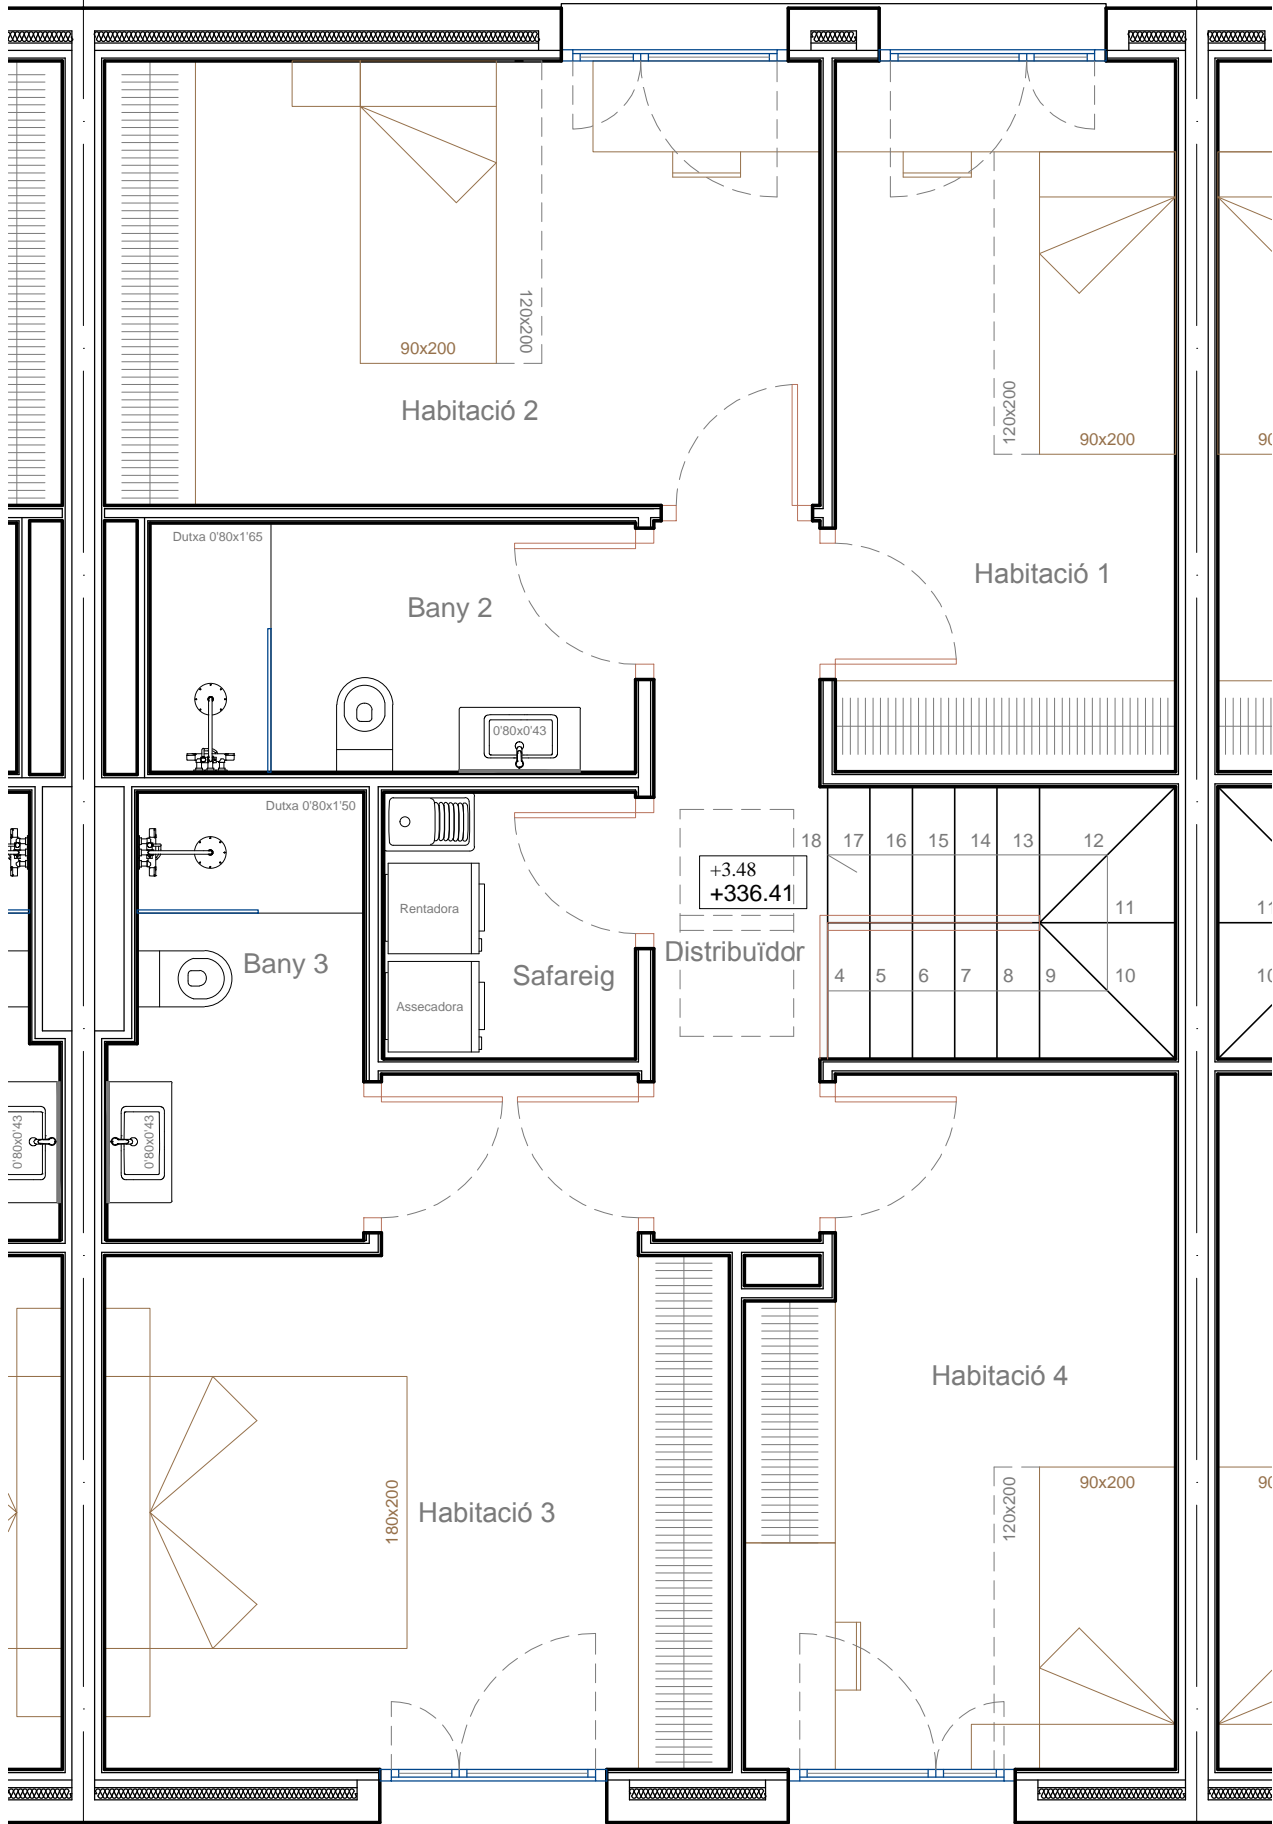 120x200
90x200
Habitació 2
120x200
90x200
90
Dutxa 0'80x1'65
Bany 2
Habitació 1
0'80x0'43
Dutxa 0'80x1'50
18 17 16 15 14 13 12
+3.48
+336.41
Rentadora
11
11
Bany 3
Safareig
Distribuïdor
4 5 6 7 8 9 10
10
Assecadora
0'80x0'43
0'80x0'43
Habitació 4
180x200
Habitació 3
120x200
90x200
90